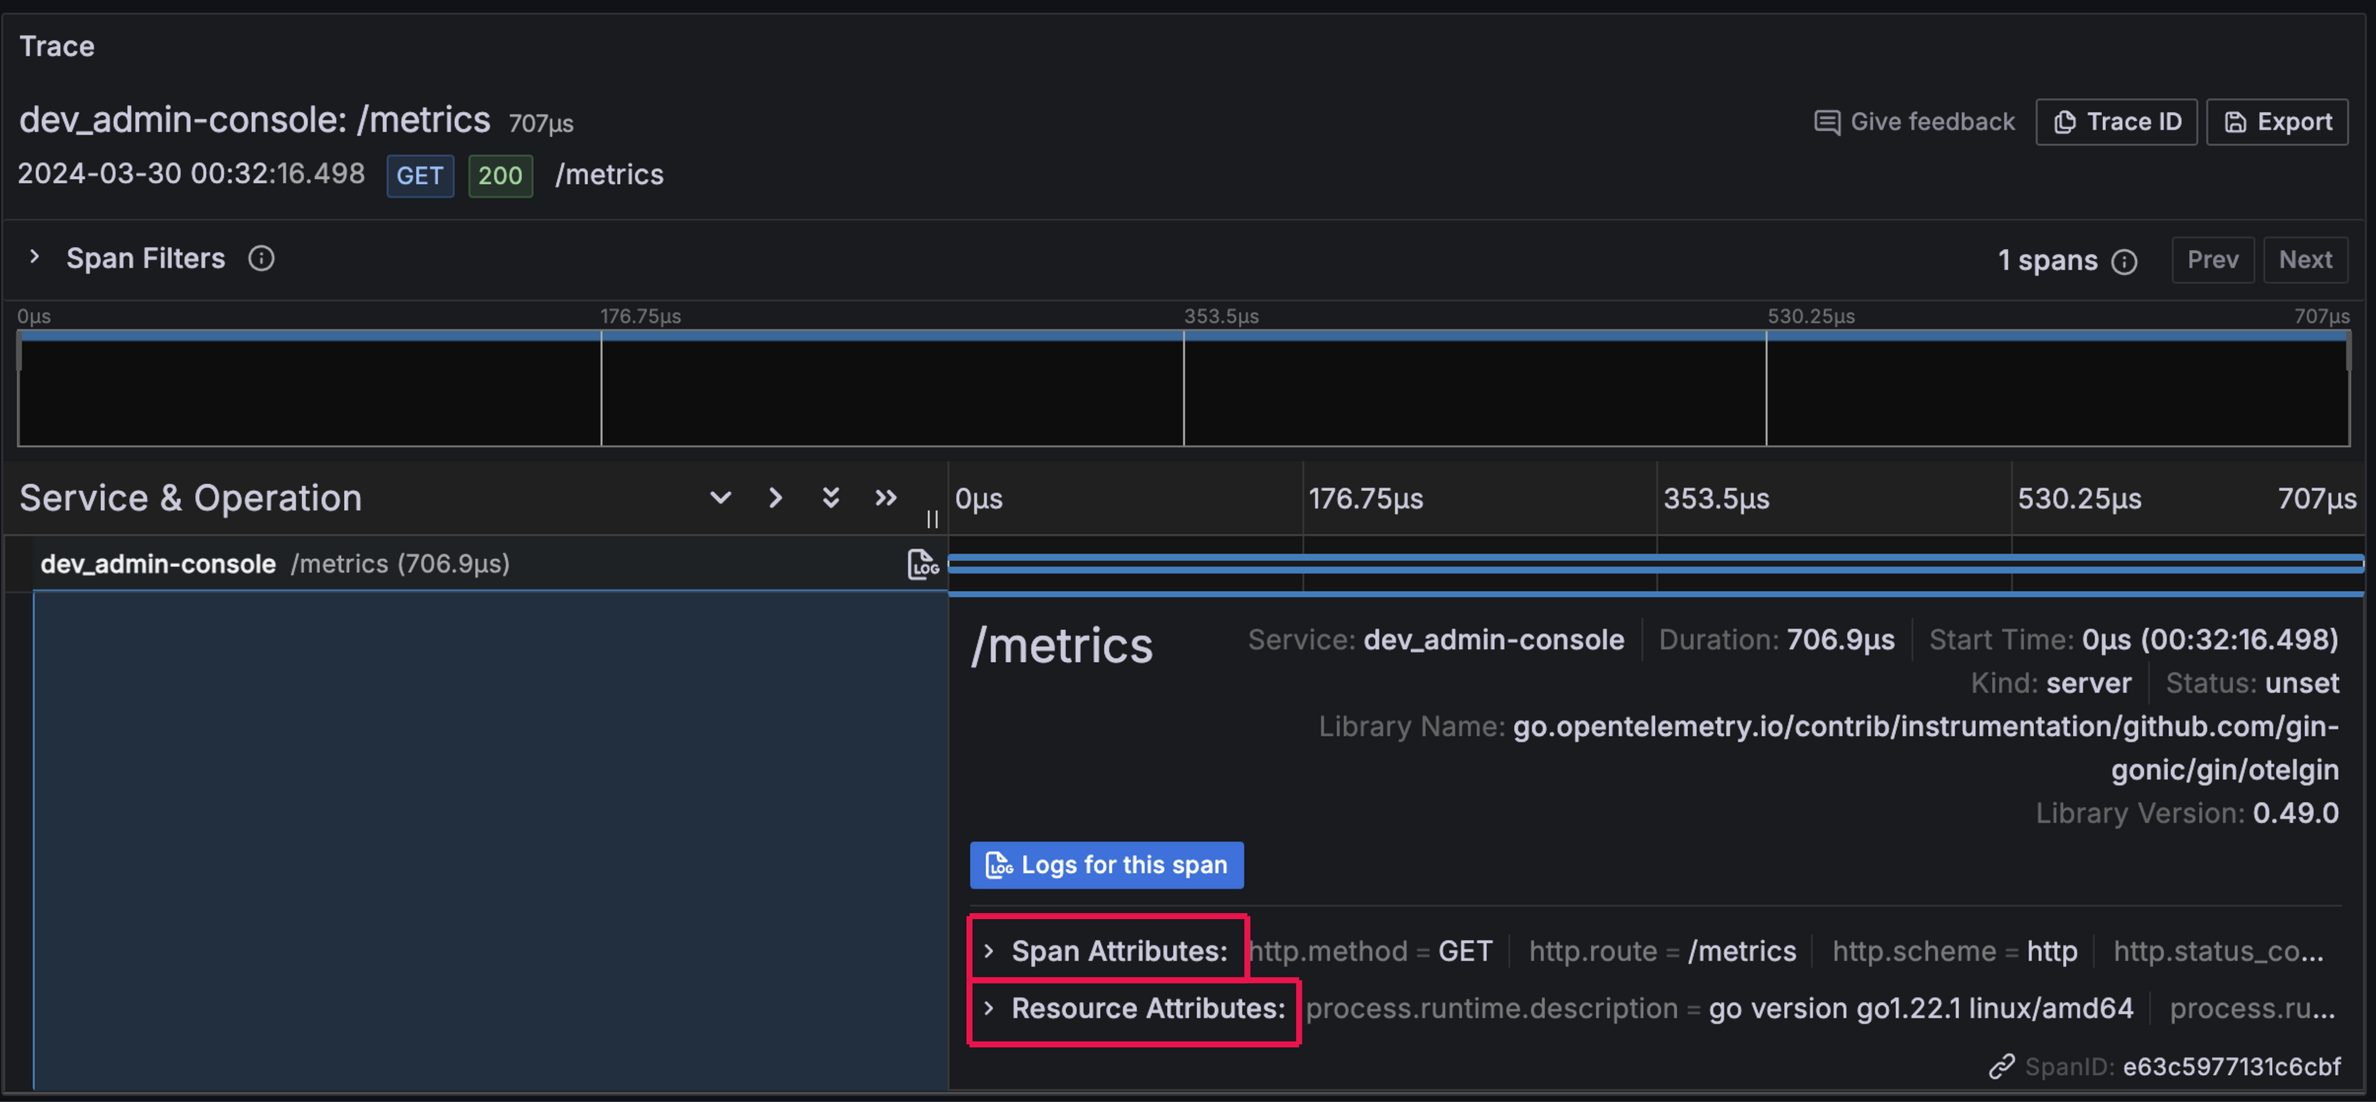 Trace
dev_admin-console: /metrics 707µs
Give feedback
Trace ID
Export
2024-03-30 00:32:16.498 GET 200 /metrics
Span Filters
1 spans
Prev
Next
0µs 176.75µs 353.5µs 530.25µs 707µs
Service & Operation
0µs 176.75µs 353.5µs 530.25µs 707µs
dev_admin-console /metrics (706.9µs)
LOG
/metrics
Service: dev_admin-console Duration: 706.9µs Start Time: 0µs (00:32:16.498)
Kind: server Status: unset
Library Name: go.opentelemetry.io/contrib/instrumentation/github.com/gin-
gonic/gin/otelgin
Library Version: 0.49.0
LOG Logs for this span
Span Attributes: http.method = GET http.route = /metrics http.scheme = http http.status_co...
Resource Attributes: process.runtime.description = go version go1.22.1 linux/amd64 process.ru...
SpanID: e63c5977131c6cbf